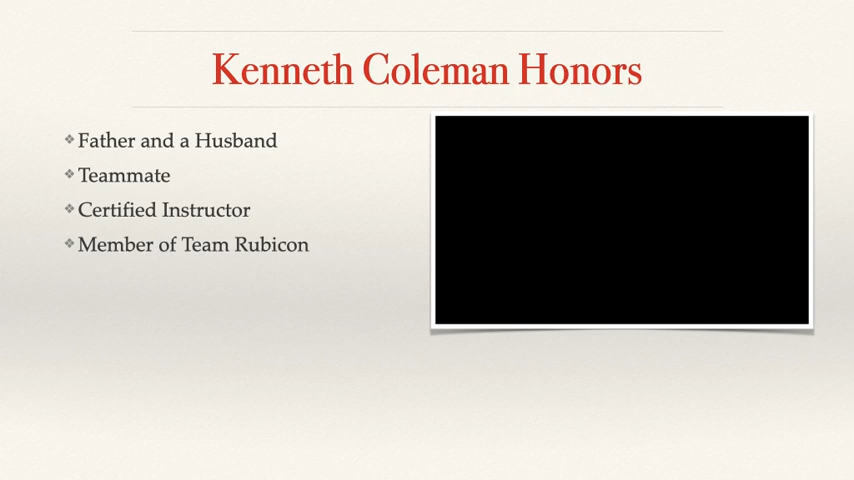 Kenneth Coleman Honors
Father and a Husband
Teammate
Certified Instructor
Member of Team Rubicon